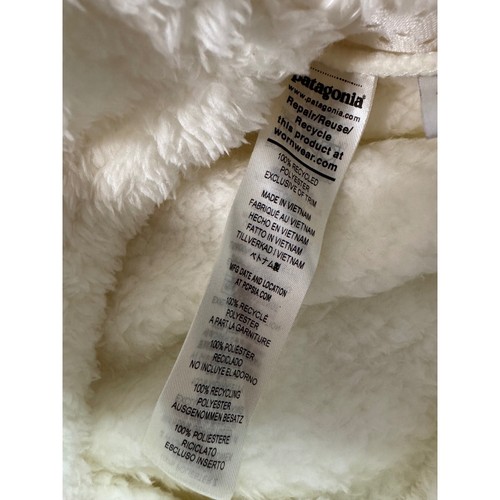 patagonia®
www.patagonia.com
Repair/Reuse/
Recycle
this product at
wornwear.com
100% RECYCLED
POLYESTER
EXCLUSIVE OF TRIM
MADE IN VIETNAM
FABRIQUÉ AU VIETNAM
HECHO EN VIETNAM
FATTO IN VIETNAM
TILLVERKAD I VIETNAM
ベトナム製
MFG DATE AND LOCATION
AT PCPSIA.COM
100% RECYCLÉ
POLYESTER
A PART LA GARNITURE
100% POLIÉSTER
RECICLADO
NO INCLUYE EL ADORNO
100% RECYCLING
POLYESTER
AUSGENOMMEN BESATZ
100% POLIESTERE
RICICLATO
ESCLUSO INSERTO